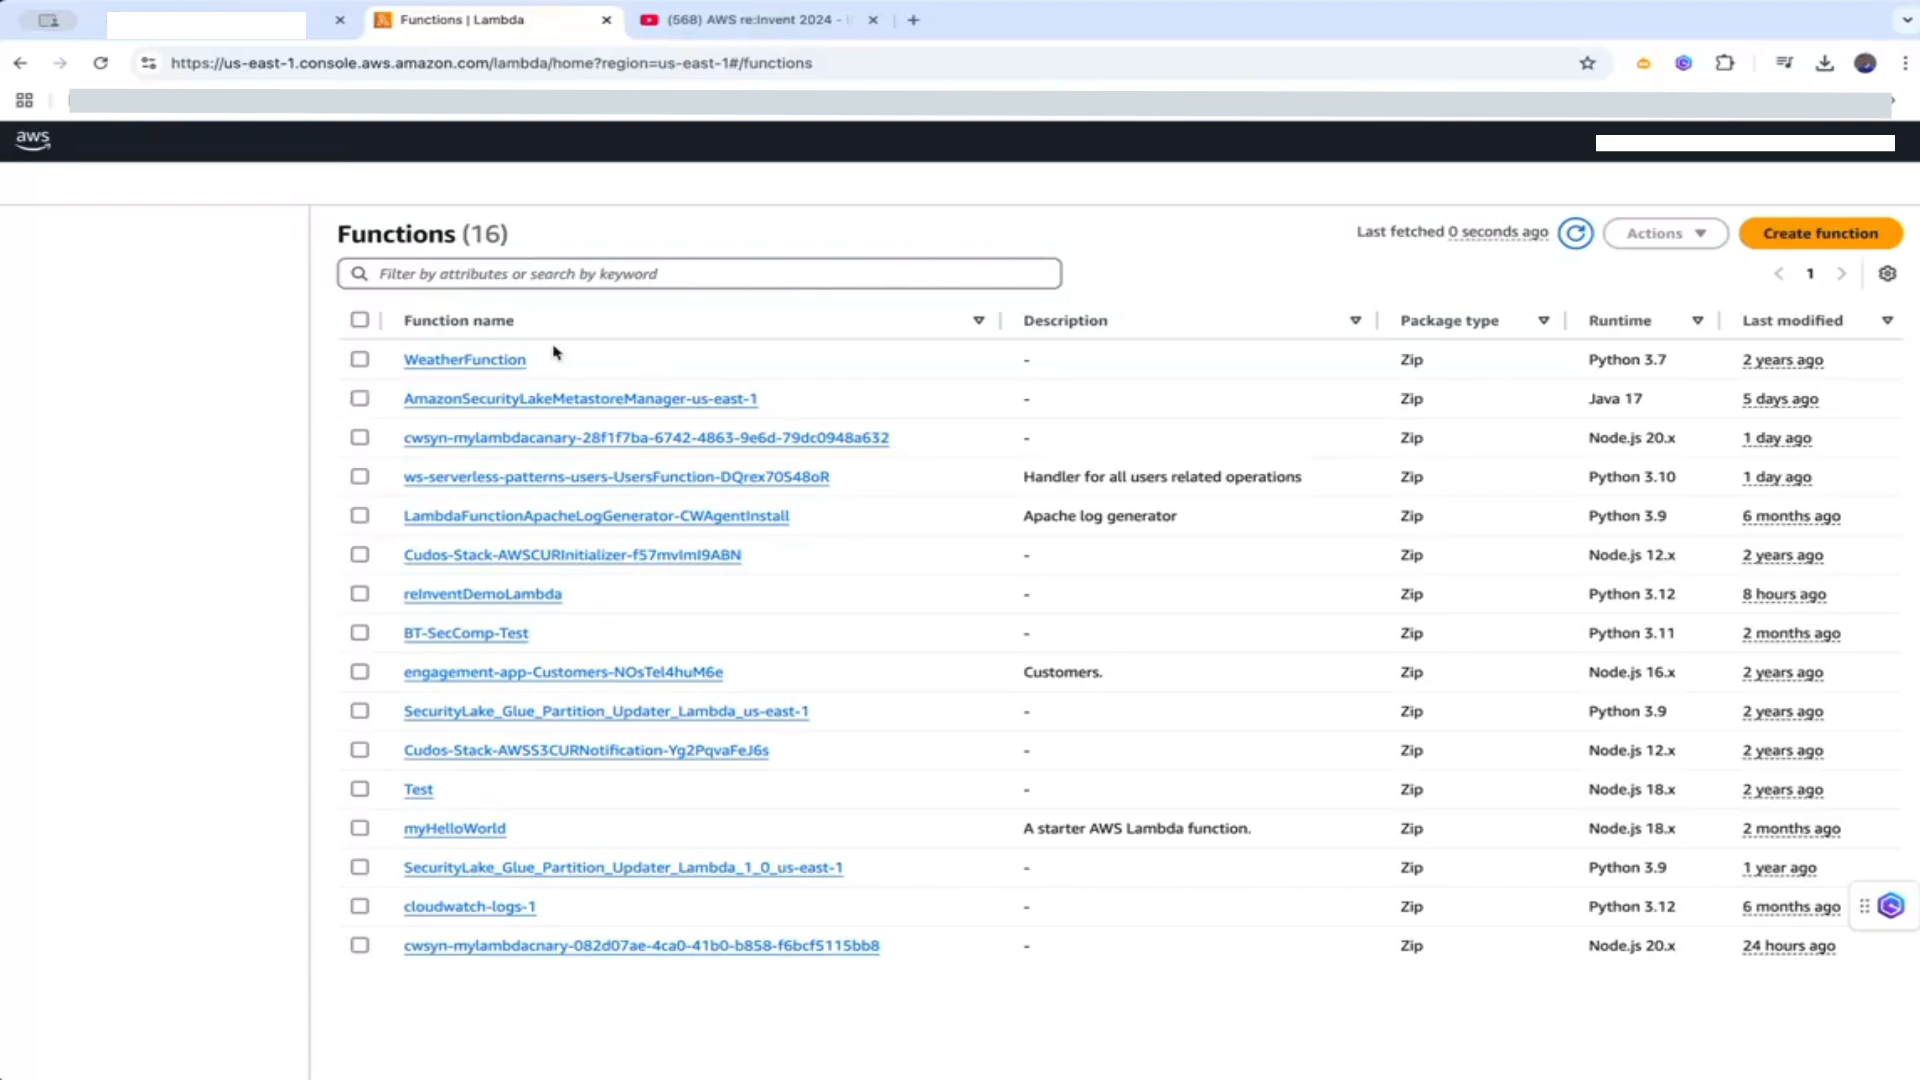 Functions | Lambda
(568) AWS re:Invent 2024 -
https://us-east-1.console.aws.amazon.com/lambda/home?region=us-east-1#/functions
aws
Functions (16)
Last fetched 0 seconds ago
Actions
Create function
Filter by attributes or search by keyword
1
Function name Description Package type Runtime Last modified
WeatherFunction - Zip Python 3.7 2 years ago
AmazonSecurityLakeMetastoreManager-us-east-1 - Zip Java 17 5 days ago
cwsyn-mylambdacanary-28f1f7ba-6742-4863-9e6d-79dc0948a632 - Zip Node.js 20.x 1 day ago
ws-serverless-patterns-users-UsersFunction-DQrex70S48oR Handler for all users related operations Zip Python 3.10 1 day ago
LambdaFunctionApacheLogGenerator-CWAgentInstall Apache log generator Zip Python 3.9 6 months ago
Cudos-Stack-AWSCURInitializer-f57mvImI9ABN - Zip Node.js 12.x 2 years ago
reInventDemoLambda - Zip Python 3.12 8 hours ago
BT-SecComp-Test - Zip Python 3.11 2 months ago
engagement-app-Customers-NOsTel4huM6e Customers. Zip Node.js 16.x 2 years ago
SecurityLake_Glue_Partition_Updater_Lambda_us-east-1 - Zip Python 3.9 2 years ago
Cudos-Stack-AWSS3CURNotification-Yg2PqvaFeJ6s - Zip Node.js 12.x 2 years ago
Test - Zip Node.js 18.x 2 years ago
myHelloWorld A starter AWS Lambda function. Zip Node.js 18.x 2 months ago
SecurityLake_Glue_Partition_Updater_Lambda_1_0_us-east-1 - Zip Python 3.9 1 year ago
cloudwatch-logs-1 - Zip Python 3.12 6 months ago
cwsyn-mylambdacnary-082d07ae-4ca0-41b0-b858-f6bcf5115bb8 - Zip Node.js 20.x 24 hours ago